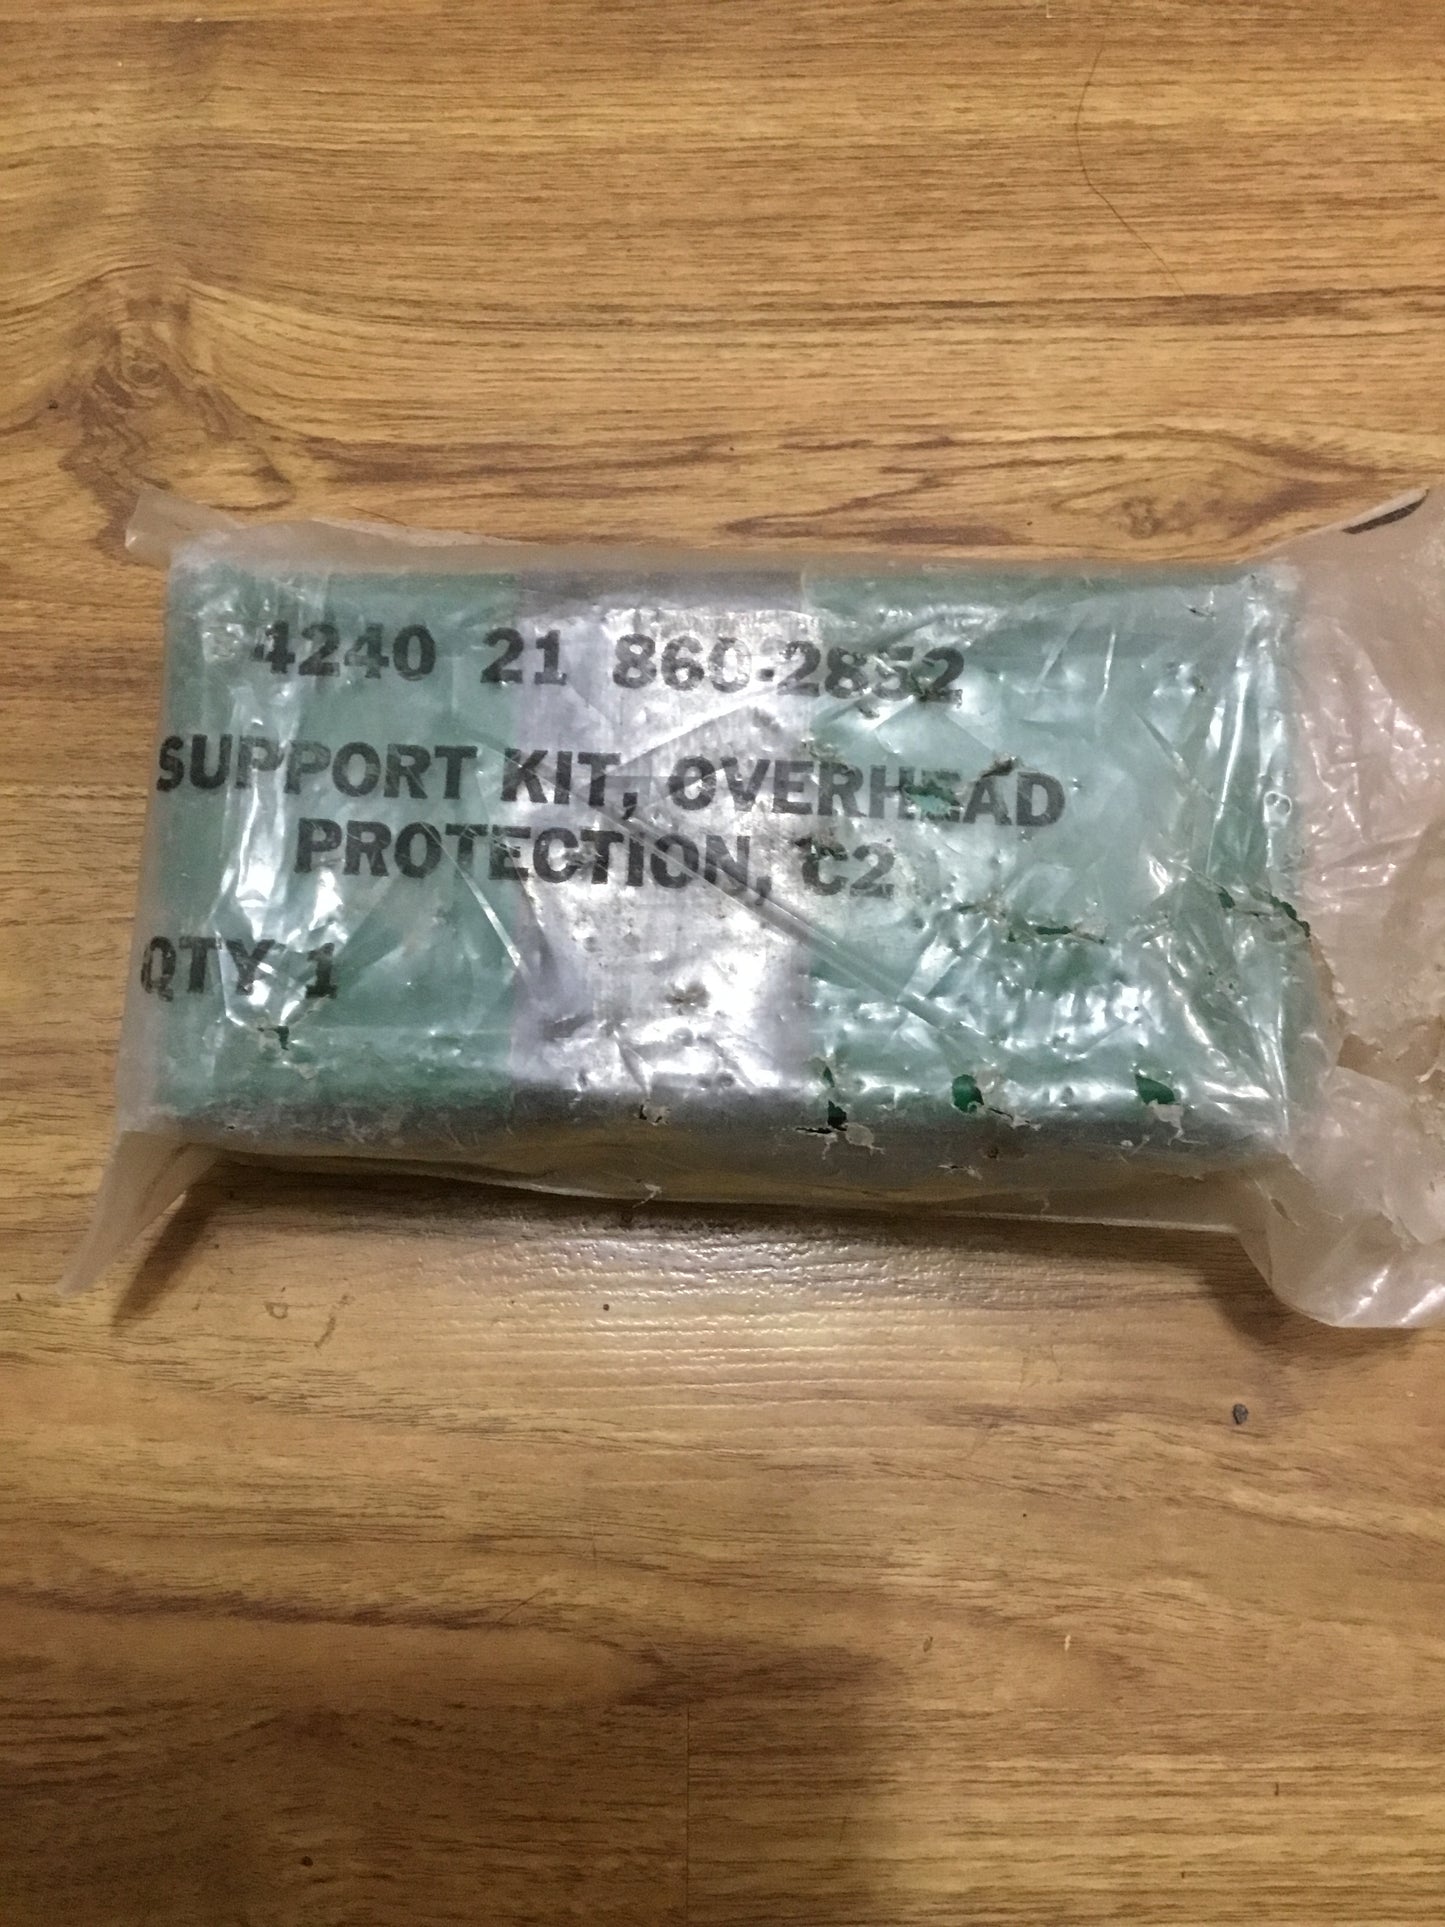 4240 21 860-2852
SUPPORT KIT, OVERHEAD
PROTECTION, C2
QTY 1